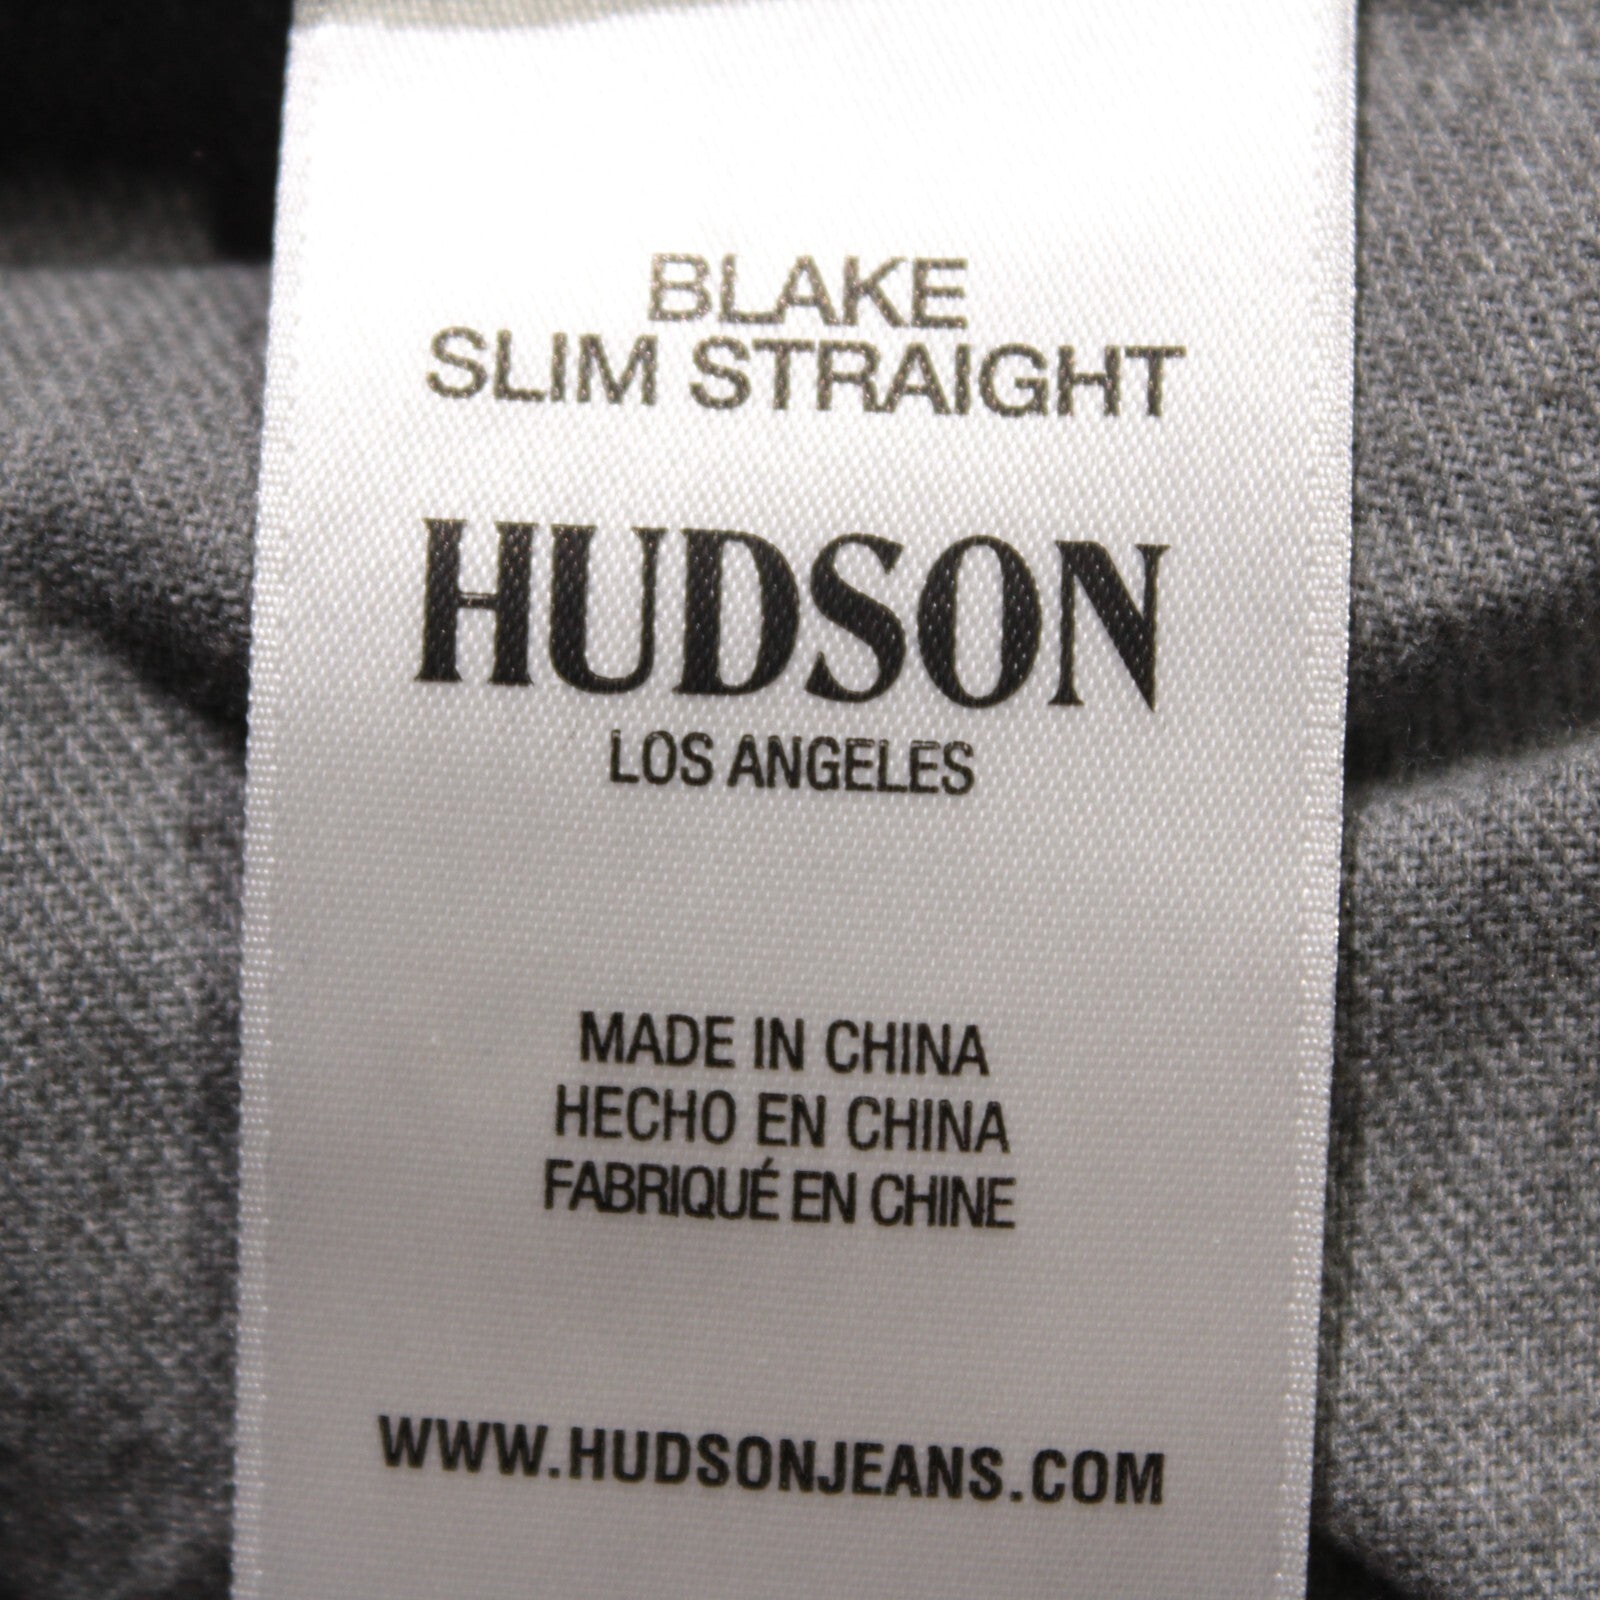 BLAKE
SLIM STRAIGHT
HUDSON
LOS ANGELES
MADE IN CHINA
HECHO EN CHINA
FABRIQUÉ EN CHINE
WWW.HUDSONJEANS.COM